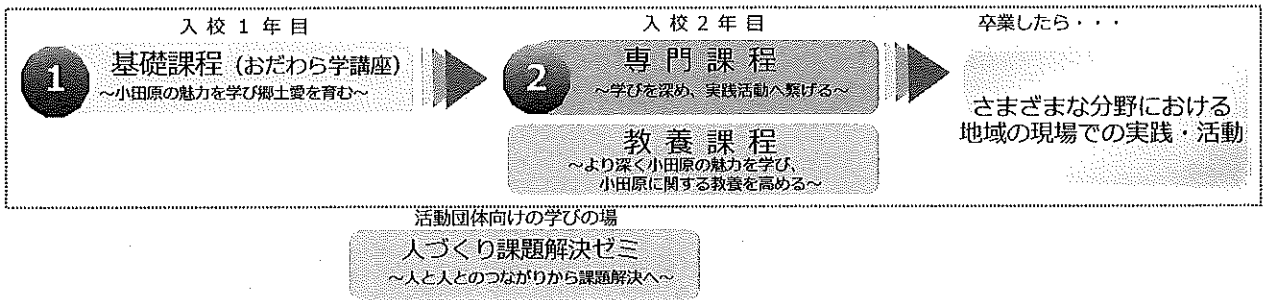 入校1年目
1
基礎課程（おだわら学講座）
～小田原の魅力を学び郷土愛を育む～
入校2年目
2
専門課程
～学びを深め、実践活動へ繋げる～
教養課程
～より深く小田原の魅力を学び、
小田原に関する教養を高める～
卒業したら・・・
さまざまな分野における
地域の現場での実践・活動
活動団体向けの学びの場
人づくり課題解決ゼミ
～人と人とのつながりから課題解決へ～